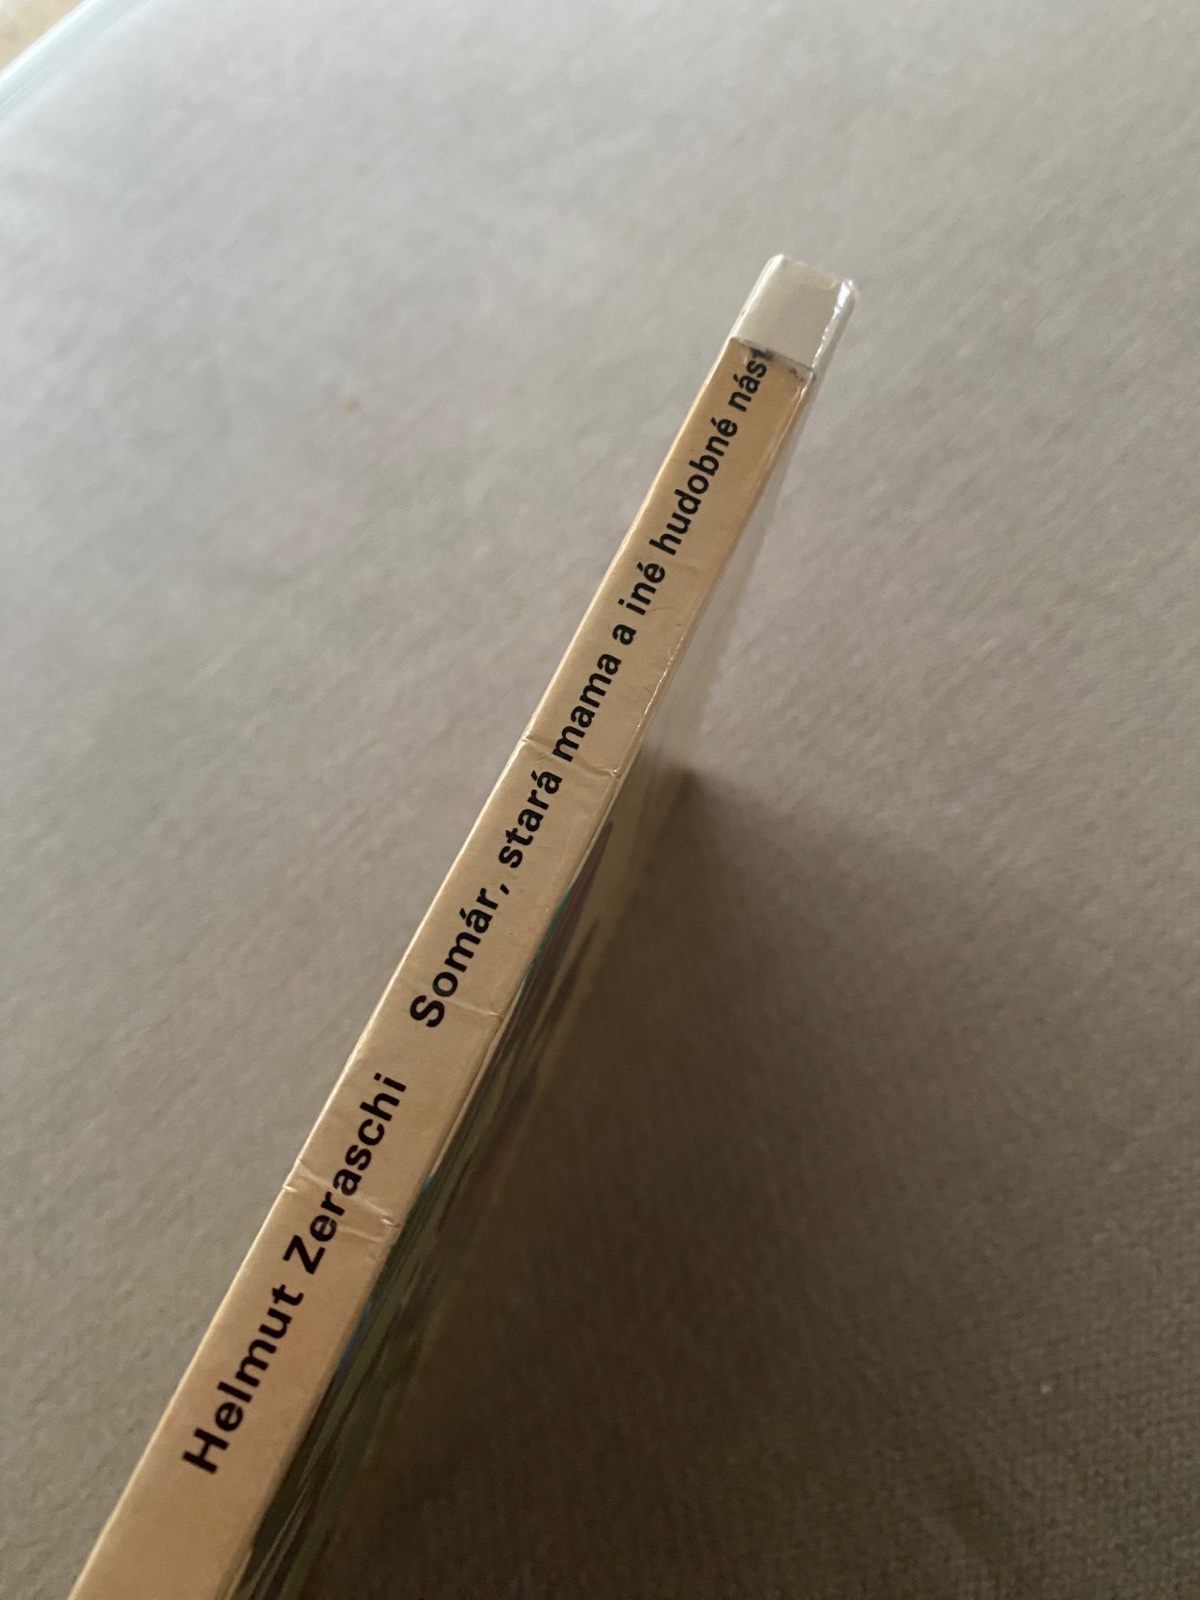 Helmut Zeraschi Somár, stará mama a iné hudobné nást